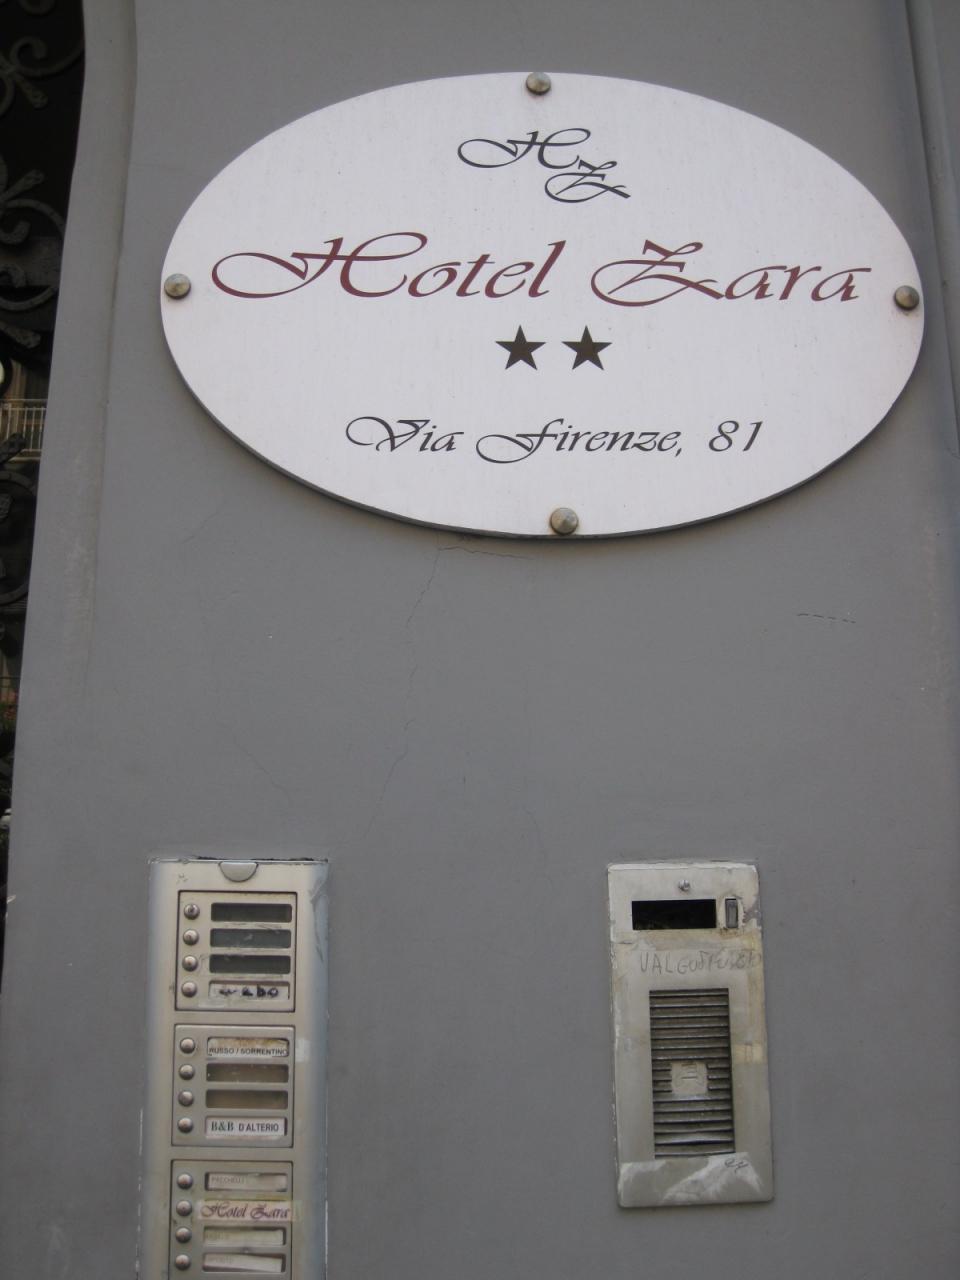 HZ
Hotel Zara
Via Firenze, 81
RUSSO / SORRENTINO
B&B D'ALTERIO
Hotel Zara